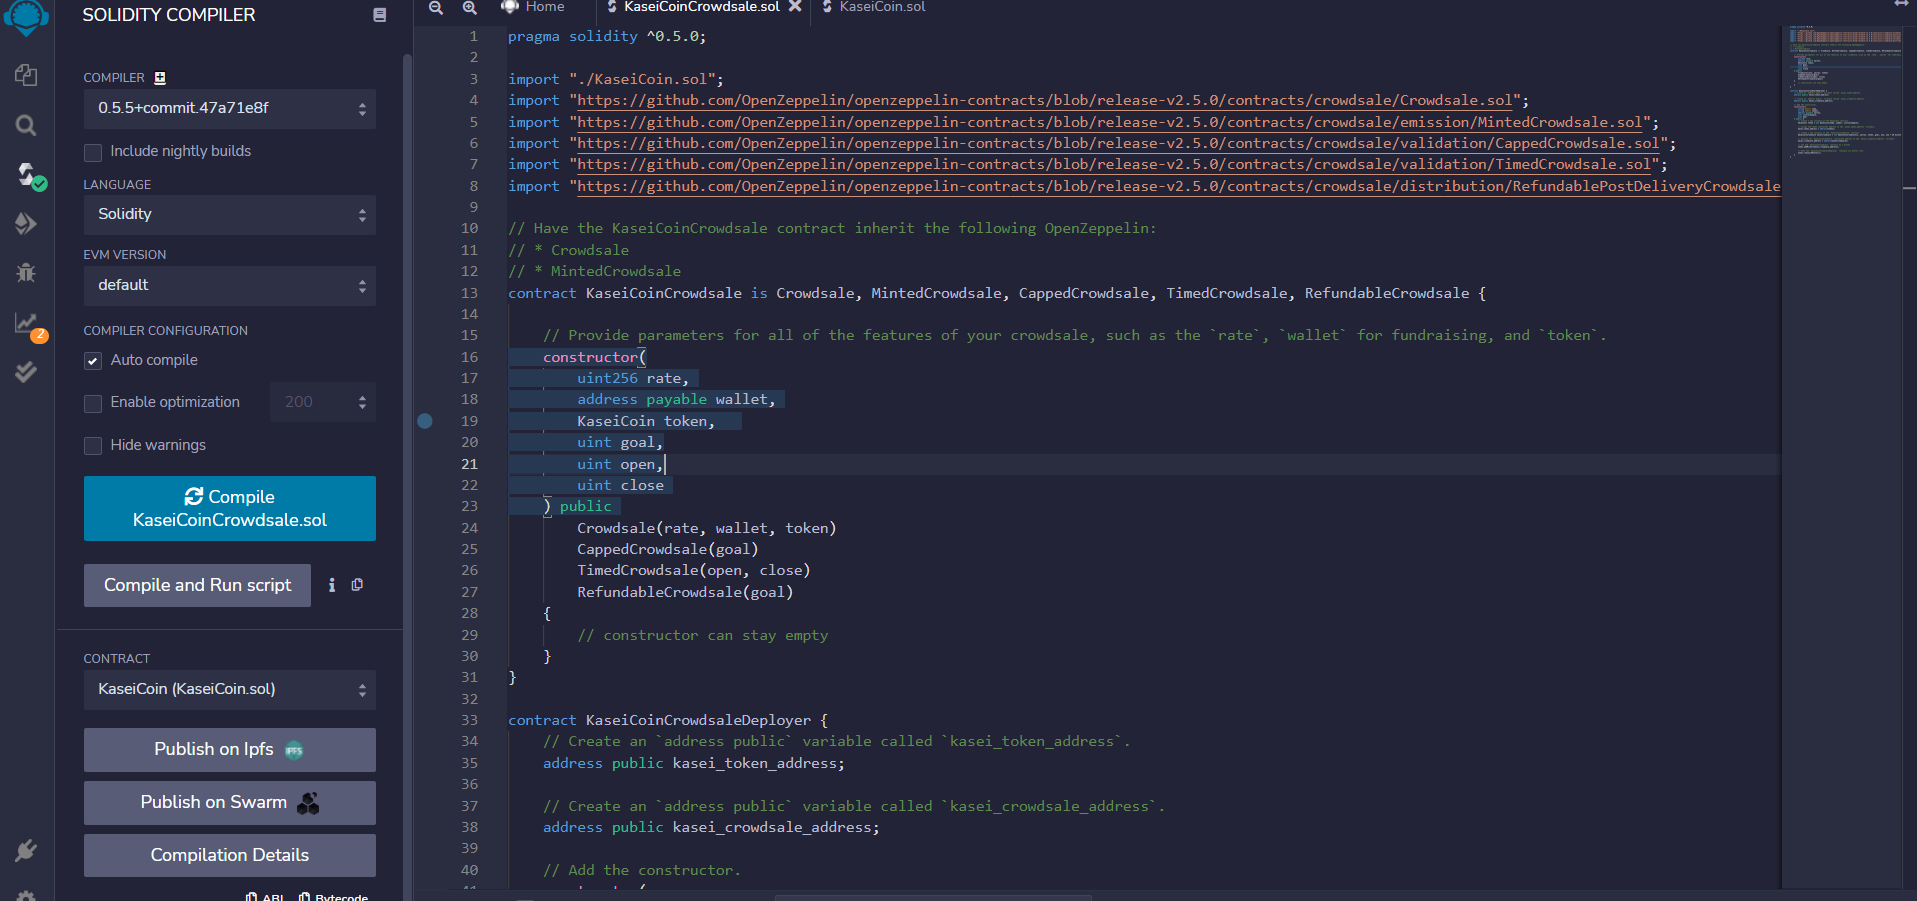 SOLIDITY COMPILER
COMPILER
0.5.5+commit.47a71e8f
Include nightly builds
LANGUAGE
Solidity
EVM VERSION
default
COMPILER CONFIGURATION
Auto compile
Enable optimization
200
Hide warnings
Compile
KaseiCoinCrowdsale.sol
Compile and Run script
CONTRACT
KaseiCoin (KaseiCoin.sol)
Publish on Ipfs
IPFS
Publish on Swarm
Compilation Details
ABI
Bytecode
2
Home
KaseiCoinCrowdsale.sol
KaseiCoin.sol
1 pragma solidity ^0.5.0;
2
3 import "./KaseiCoin.sol";
4 import "https://github.com/OpenZeppelin/openzeppelin-contracts/blob/release-v2.5.0/contracts/crowdsale/Crowdsale.sol";
5 import "https://github.com/OpenZeppelin/openzeppelin-contracts/blob/release-v2.5.0/contracts/crowdsale/emission/MintedCrowdsale.sol";
6 import "https://github.com/OpenZeppelin/openzeppelin-contracts/blob/release-v2.5.0/contracts/crowdsale/validation/CappedCrowdsale.sol";
7 import "https://github.com/OpenZeppelin/openzeppelin-contracts/blob/release-v2.5.0/contracts/crowdsale/validation/TimedCrowdsale.sol";
8 import "https://github.com/OpenZeppelin/openzeppelin-contracts/blob/release-v2.5.0/contracts/crowdsale/distribution/RefundablePostDeliveryCrowdsale
9
10 // Have the KaseiCoinCrowdsale contract inherit the following OpenZeppelin:
11 // * Crowdsale
12 // * MintedCrowdsale
13 contract KaseiCoinCrowdsale is Crowdsale, MintedCrowdsale, CappedCrowdsale, TimedCrowdsale, RefundableCrowdsale {
14
15 // Provide parameters for all of the features of your crowdsale, such as the `rate`, `wallet` for fundraising, and `token`.
16 constructor(
17 uint256 rate,
18 address payable wallet,
19 KaseiCoin token,
20 uint goal,
21 uint open,
22 uint close
23 ) public
24 Crowdsale(rate, wallet, token)
25 CappedCrowdsale(goal)
26 TimedCrowdsale(open, close)
27 RefundableCrowdsale(goal)
28 {
29 // constructor can stay empty
30 }
31 }
32
33 contract KaseiCoinCrowdsaleDeployer {
34 // Create an `address public` variable called `kasei_token_address`.
35 address public kasei_token_address;
36
37 // Create an `address public` variable called `kasei_crowdsale_address`.
38 address public kasei_crowdsale_address;
39
40 // Add the constructor.